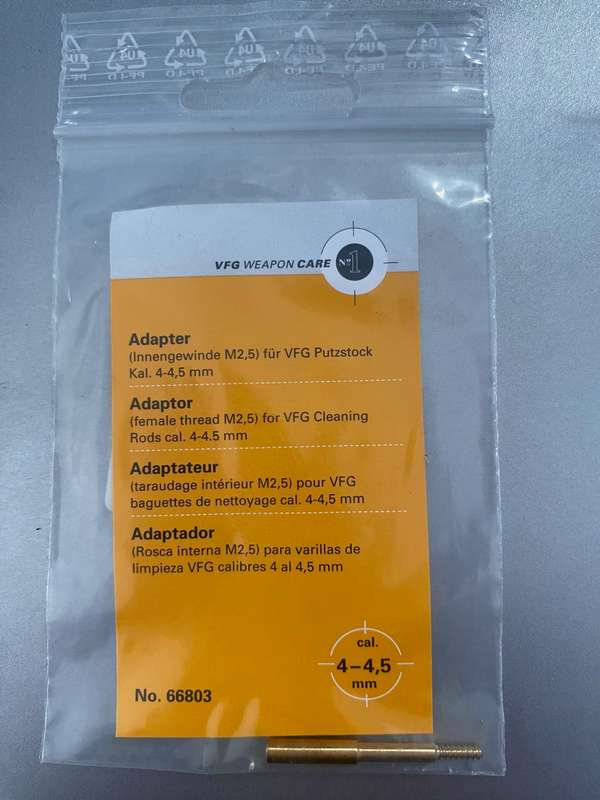 VFG WEAPON CARE Nº1
Adapter
(Innengewinde M2,5) für VFG Putzstock
Kal. 4-4,5 mm
Adaptor
(female thread M2,5) for VFG Cleaning
Rods cal. 4-4.5 mm
Adaptateur
(taraudage intérieur M2,5) pour VFG
baguettes de nettoyage cal. 4-4,5 mm
Adaptador
(Rosca interna M2,5) para varillas de
limpieza VFG calibres 4 al 4,5 mm
cal.
4–4,5
mm
No. 66803